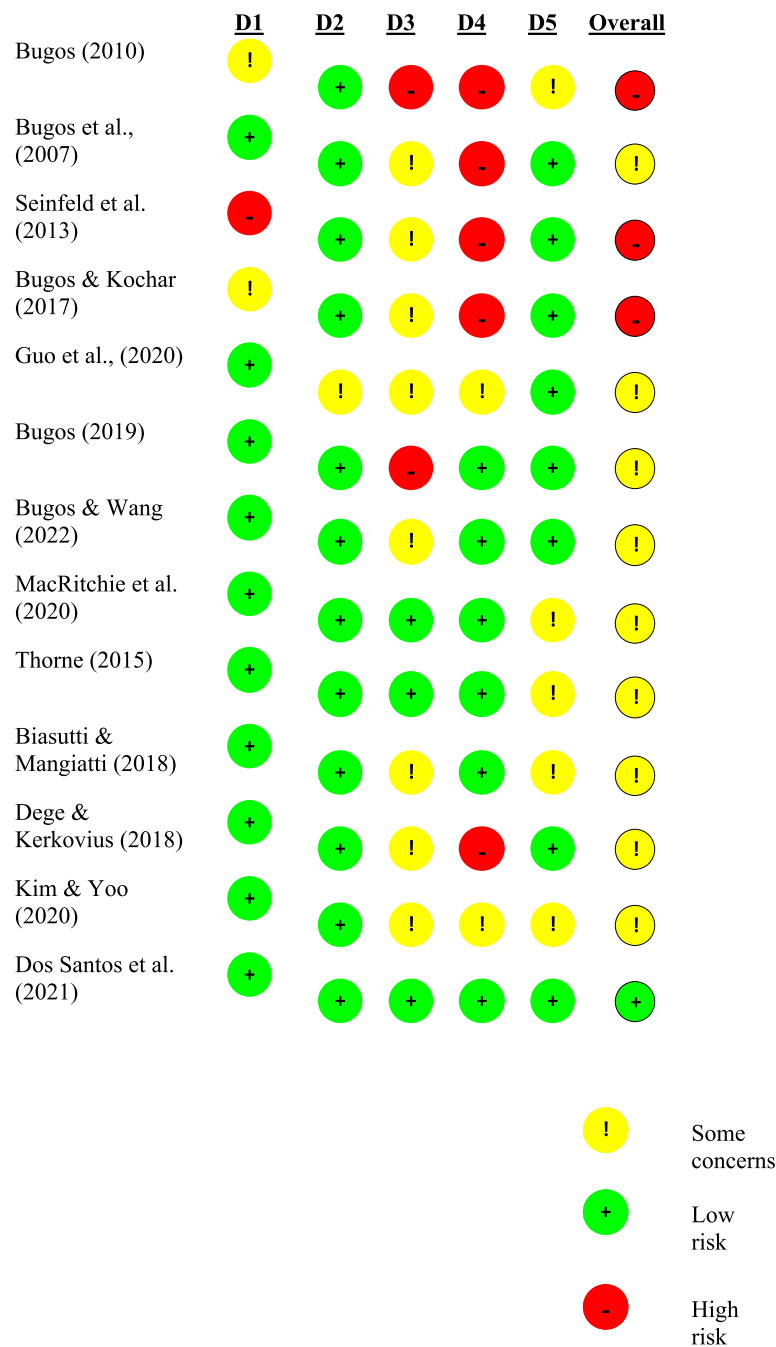 D1 D2 D3 D4 D5 Overall
Bugos (2010)
!
+ - - ! -
Bugos et al.,
(2007)
+
+ ! - + !
Seinfeld et al.
(2013)
-
+ ! - + -
Bugos & Kochar
(2017)
!
+ ! - + -
Guo et al., (2020)
+
! ! ! + !
Bugos (2019)
+
+ - + + !
Bugos & Wang
(2022)
+
+ ! + + !
MacRitchie et al.
(2020)
+
+ + + ! !
Thorne (2015)
+
+ + + ! !
Biasutti &
Mangiatti (2018)
+
+ ! + ! !
Dege &
Kerkovius (2018)
+
+ ! - + !
Kim & Yoo
(2020)
+
+ ! ! ! !
Dos Santos et al.
(2021)
+
+ + + + +
! Some
concerns
+ Low
risk
- High
risk